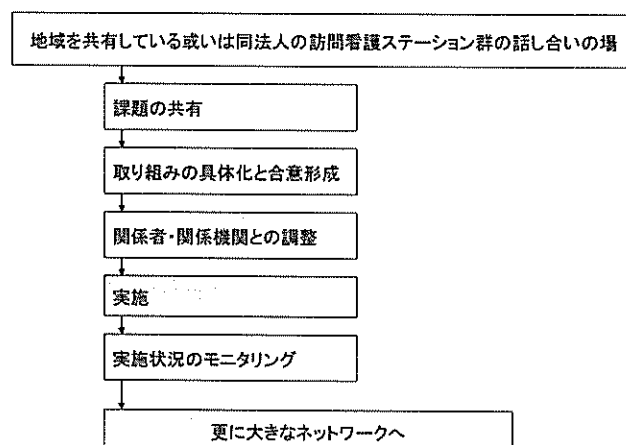 地域を共有している或いは同法人の訪問看護ステーション群の話し合いの場
課題の共有
取り組みの具体化と合意形成
関係者・関係機関との調整
実施
実施状況のモニタリング
更に大きなネットワークへ